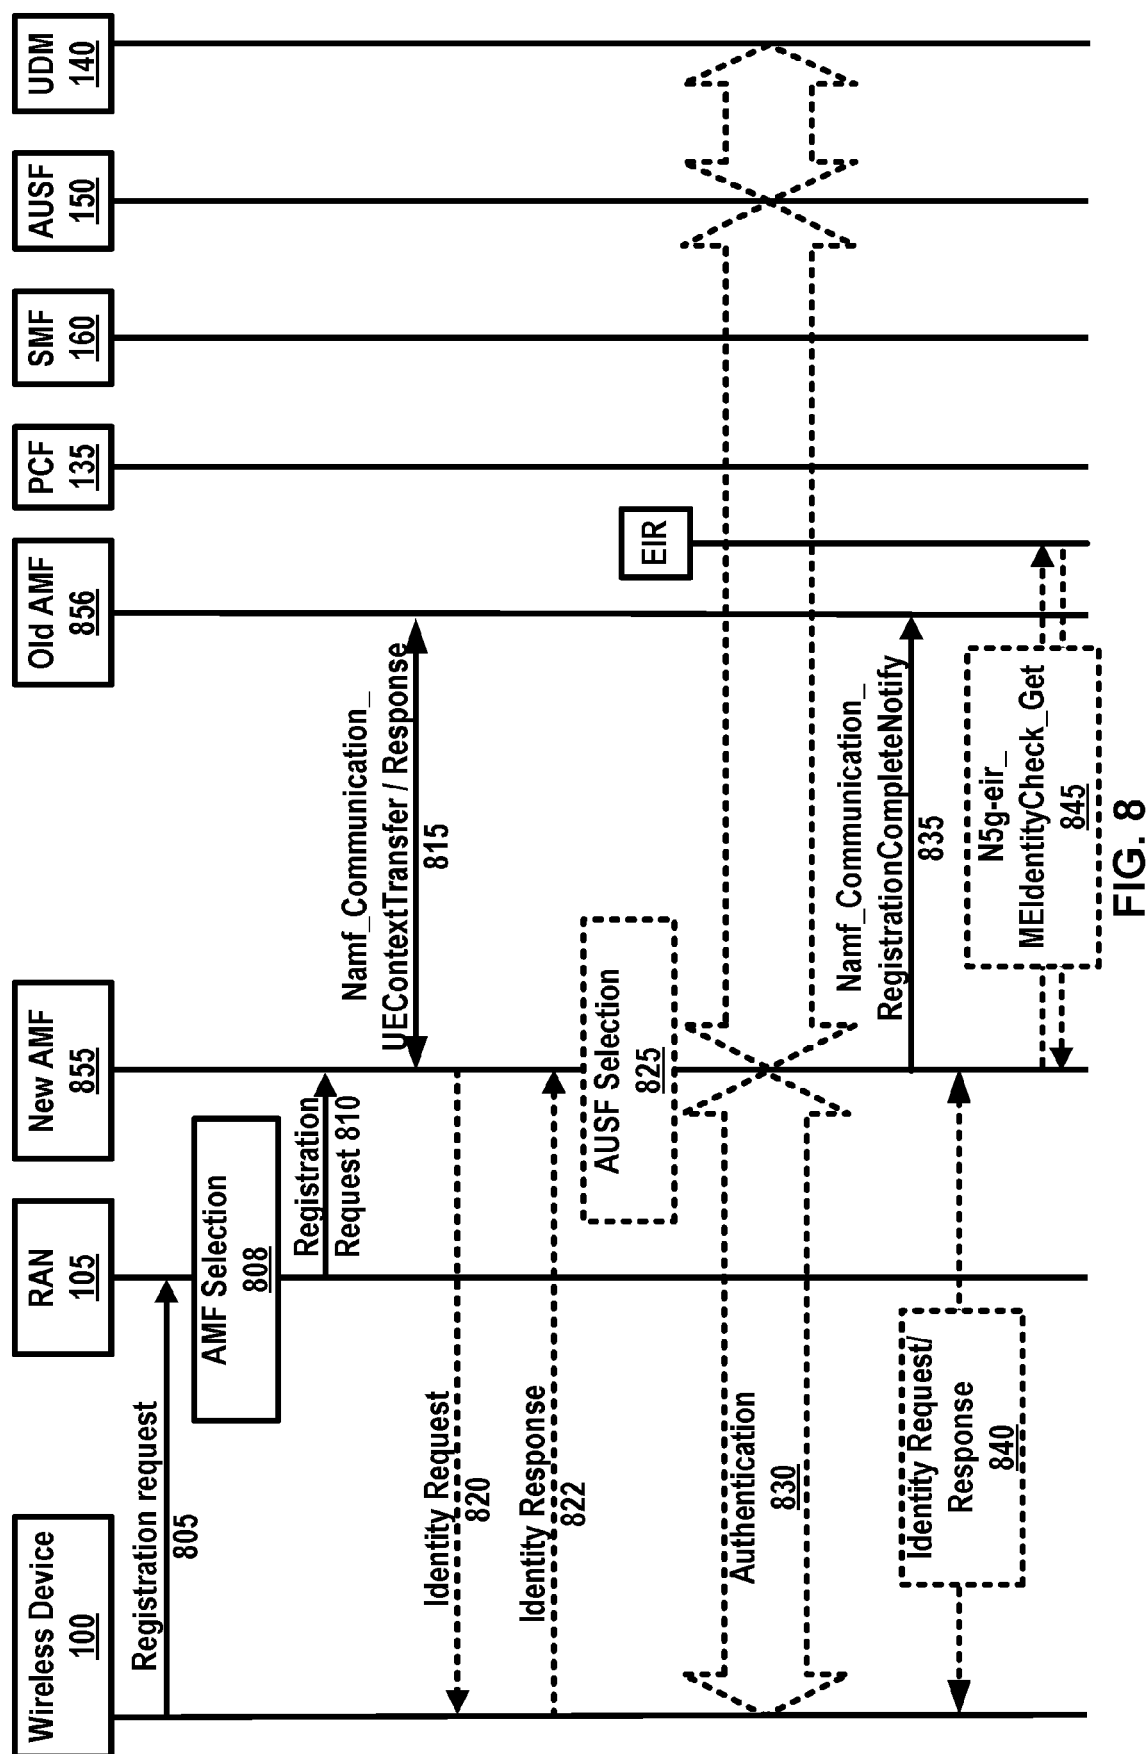 Wireless Device
100
RAN
105
New AMF
855
Old AMF
856
PCF
135
SMF
160
AUSF
150
UDM
140
Registration request
805
AMF Selection
808
Registration
Request 810
Namf_Communication_
UEContextTransfer / Response
815
Identity Request
820
Identity Response
822
AUSF Selection
825
EIR
Authentication
830
Namf_Communication_
RegistrationCompleteNotify
835
Identity Request/
Response
840
N5g-eir_
MEIdentityCheck_Get
845
FIG. 8